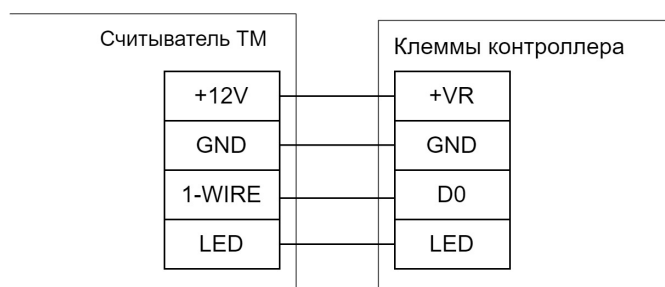 Считыватель ТМ
Клеммы контроллера
+12V
+VR
GND
GND
1-WIRE
D0
LED
LED